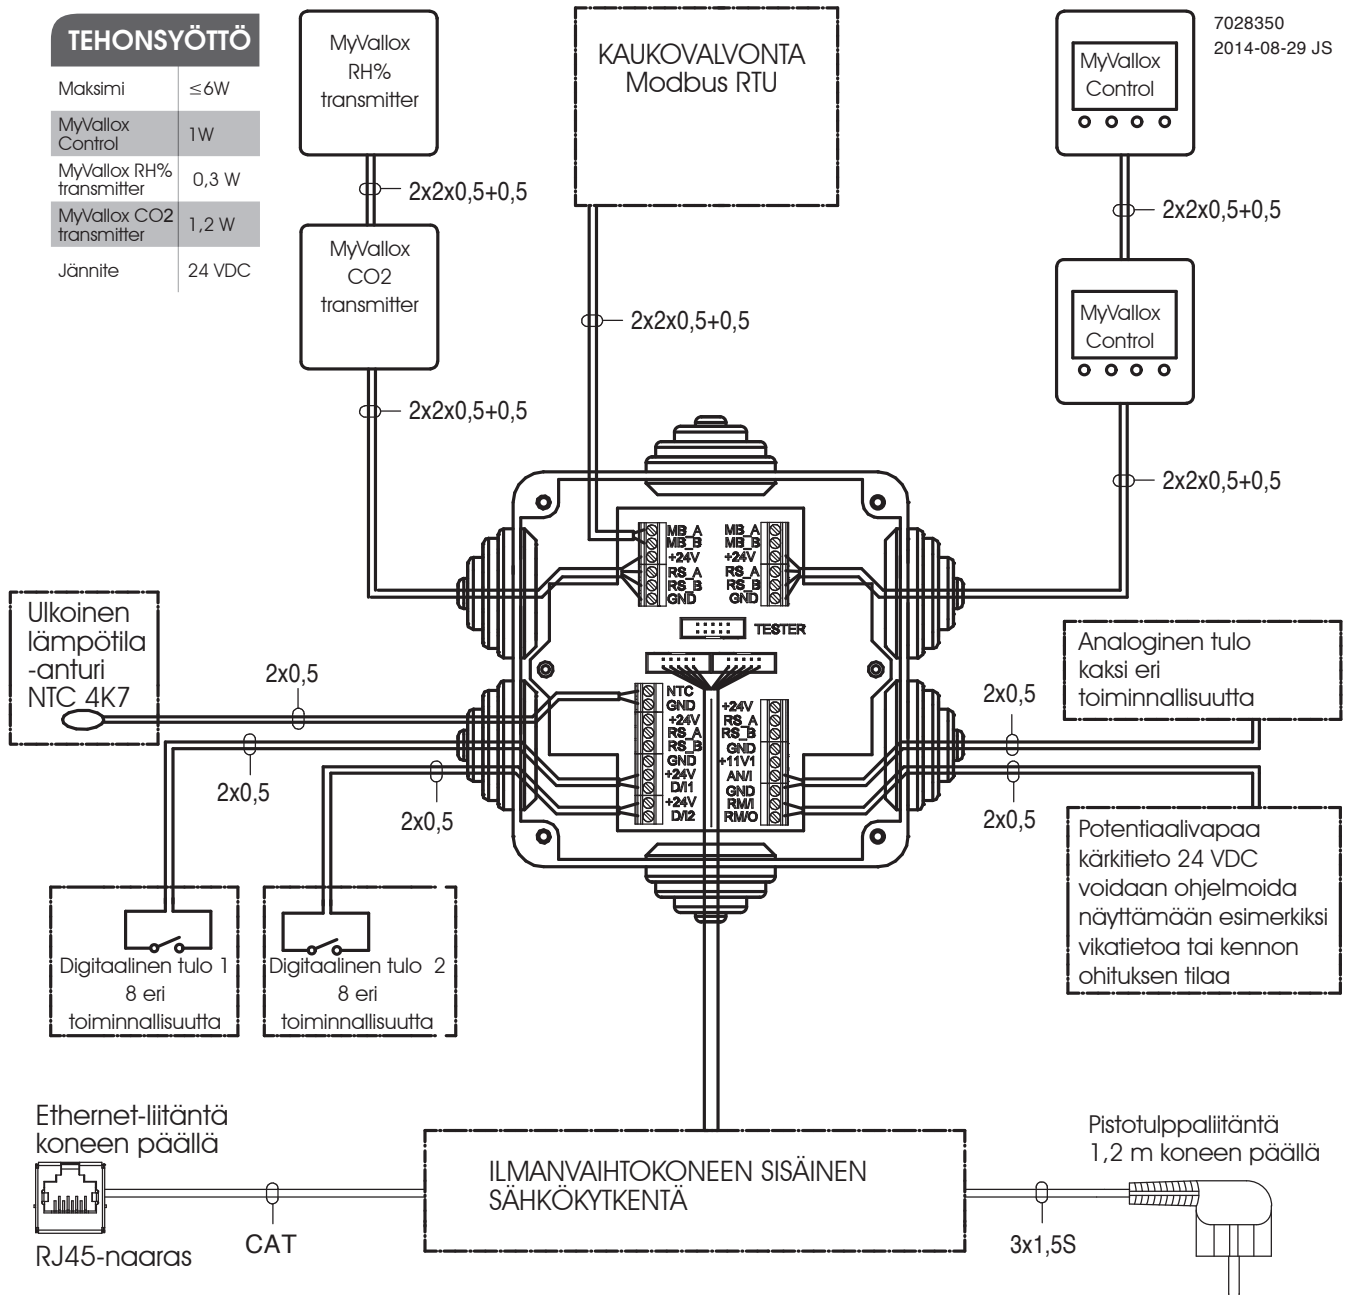 TEHONSYÖTTÖ
Maksimi ≤6W
MyVallox
Control 1W
MyVallox RH%
transmitter 0,3 W
MyVallox CO2
transmitter 1,2 W
Jännite 24 VDC
MyVallox
RH%
transmitter
2x2x0,5+0,5
MyVallox
CO2
transmitter
2x2x0,5+0,5
KAUKOVALVONTA
Modbus RTU
2x2x0,5+0,5
7028350
2014-08-29 JS
MyVallox
Control
2x2x0,5+0,5
MyVallox
Control
2x2x0,5+0,5
MB_A
MB_B
+24V
RS_A
RS_B
GND
MB_A
MB_B
+24V
RS_A
RS_B
GND
TESTER
NTC
GND
+24V
RS_A
RS_B
GND
+24V
D/I1
+24V
D/I2
+24V
RS_A
RS_B
GND
+11V1
AN/I
GND
RM/I
RM/O
Ulkoinen
lämpötila
-anturi
NTC 4K7
2x0,5
2x0,5
2x0,5
Digitaalinen tulo 1
8 eri
toiminnallisuutta
Digitaalinen tulo 2
8 eri
toiminnallisuutta
2x0,5
2x0,5
Analoginen tulo
kaksi eri
toiminnallisuutta
Potentiaalivapaa
kärkitieto 24 VDC
voidaan ohjelmoida
näyttämään esimerkiksi
vikatietoa tai kennon
ohituksen tilaa
Ethernet-liitäntä
koneen päällä
RJ45-naaras
CAT
ILMANVAIHTOKONEEN SISÄINEN
SÄHKÖKYTKENTÄ
3x1,5S
Pistotulppaliitäntä
1,2 m koneen päällä